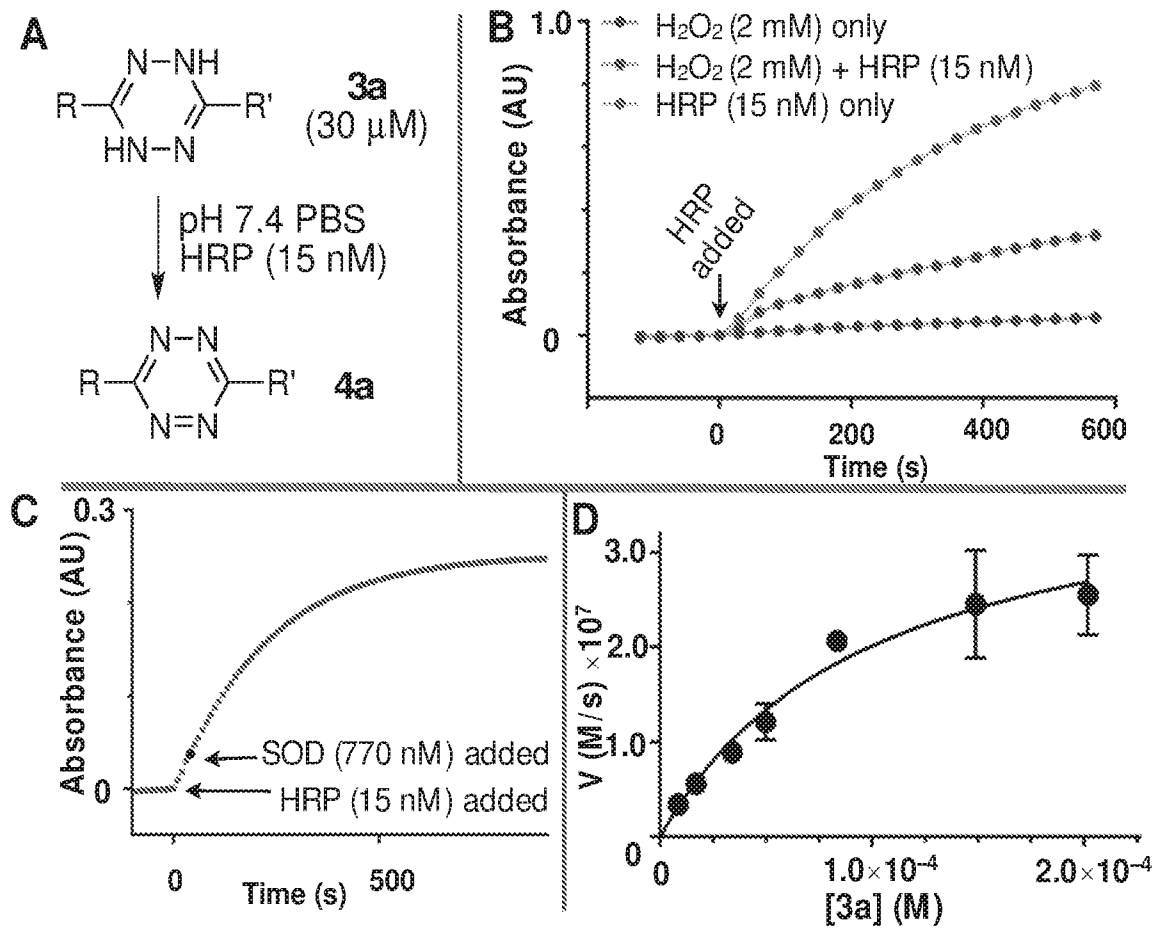 A
N–NH
R
R'
HN–N
3a
(30 µM)
pH 7.4 PBS
HRP (15 nM)
N–N
R
R'
N=N
4a
B
1.0
H₂O₂ (2 mM) only
H₂O₂ (2 mM) + HRP (15 nM)
HRP (15 nM) only
HRP
added
Absorbance (AU)
0
0
200
400
600
Time (s)
C
0.3
Absorbance (AU)
0
SOD (770 nM) added
HRP (15 nM) added
0
500
Time (s)
D
3.0
2.0
1.0
0
V (M/s) ×10⁷
0
1.0×10⁻⁴
2.0×10⁻⁴
[3a] (M)